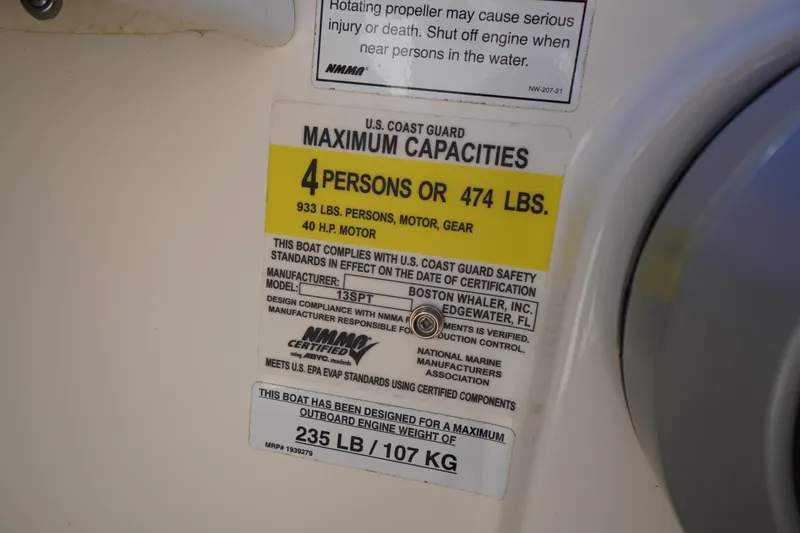 Rotating propeller may cause serious
injury or death. Shut off engine when
near persons in the water.
NMMA®
NW-207-21
U.S. COAST GUARD
MAXIMUM CAPACITIES
4 PERSONS OR 474 LBS.
933 LBS. PERSONS, MOTOR, GEAR
40 H.P. MOTOR
THIS BOAT COMPLIES WITH U.S. COAST GUARD SAFETY
STANDARDS IN EFFECT ON THE DATE OF CERTIFICATION
MANUFACTURER: BOSTON WHALER, INC.
MODEL: 13SPT EDGEWATER, FL
DESIGN COMPLIANCE WITH NMMA MENTS IS VERIFIED.
MANUFACTURER RESPONSIBLE FO DUCTION CONTROL.
NMMA
CERTIFIED
using ABYC standards
NATIONAL MARINE
MANUFACTURERS
ASSOCIATION
MEETS U.S. EPA EVAP STANDARDS USING CERTIFIED COMPONENTS
THIS BOAT HAS BEEN DESIGNED FOR A MAXIMUM
OUTBOARD ENGINE WEIGHT OF
235 LB / 107 KG
MRP# 1939279